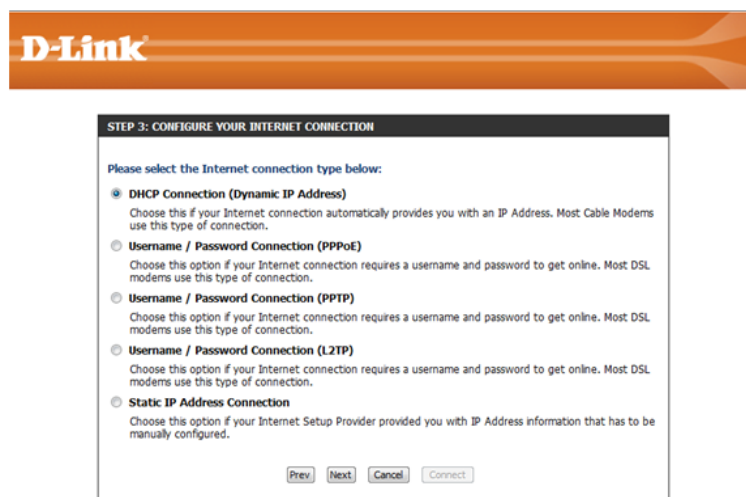 D-Link
STEP 3: CONFIGURE YOUR INTERNET CONNECTION
Please select the Internet connection type below:
DHCP Connection (Dynamic IP Address)
Choose this if your Internet connection automatically provides you with an IP Address. Most Cable Modems
use this type of connection.
Username / Password Connection (PPPoE)
Choose this option if your Internet connection requires a username and password to get online. Most DSL
modems use this type of connection.
Username / Password Connection (PPTP)
Choose this option if your Internet connection requires a username and password to get online. Most DSL
modems use this type of connection.
Username / Password Connection (L2TP)
Choose this option if your Internet connection requires a username and password to get online. Most DSL
modems use this type of connection.
Static IP Address Connection
Choose this option if your Internet Setup Provider provided you with IP Address information that has to be
manually configured.
Prev Next Cancel Connect